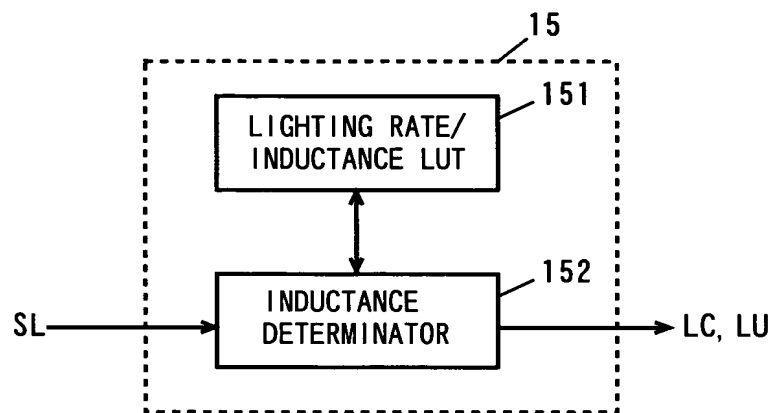 15
151
LIGHTING RATE/
INDUCTANCE LUT
152
INDUCTANCE
DETERMINATOR
SL
LC, LU